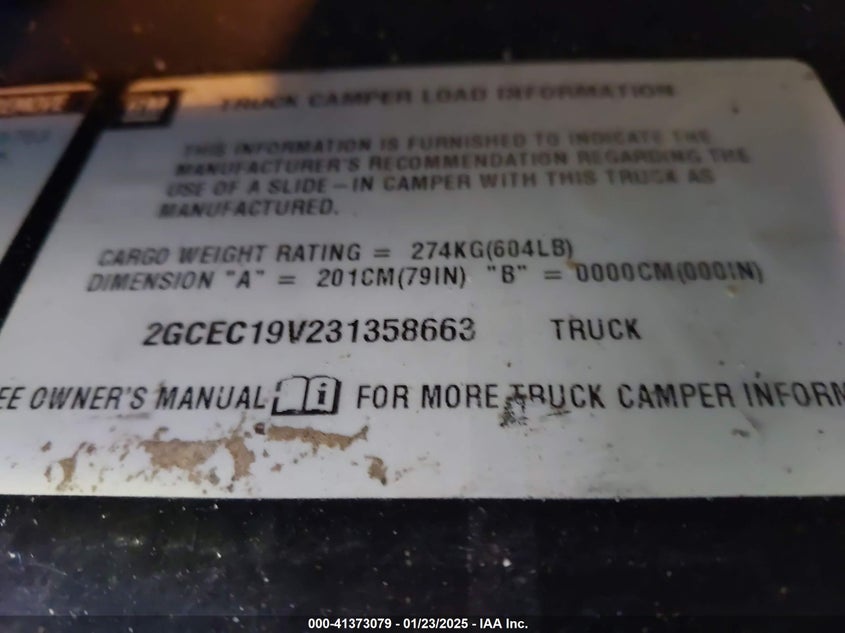 REMOVE
GM TRUCK CAMPER LOAD INFORMATION
THIS INFORMATION IS FURNISHED TO INDICATE THE
MANUFACTURER'S RECOMMENDATION REGARDING THE
USE OF A SLIDE – IN CAMPER WITH THIS TRUCK AS
MANUFACTURED.
CARGO WEIGHT RATING = 274KG(604LB)
DIMENSION "A" = 201CM(79IN) "B" = 0000CM(000IN)
2GCEC19V231358663 TRUCK
EE OWNER'S MANUAL i FOR MORE TRUCK CAMPER INFORM
000-41373079 - 01/23/2025 - IAA Inc.